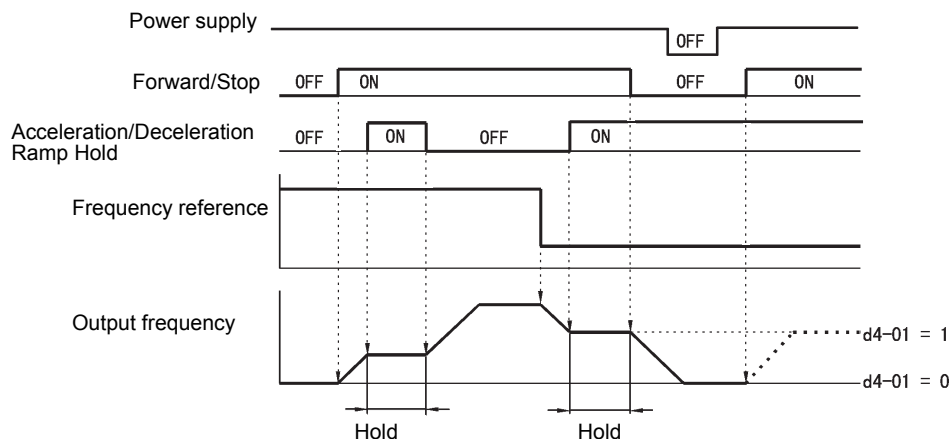 Power supply
OFF
Forward/Stop
OFF ON OFF ON
Acceleration/Deceleration
Ramp Hold
OFF ON OFF ON
Frequency reference
Output frequency
d4-01 = 1
d4-01 = 0
Hold Hold